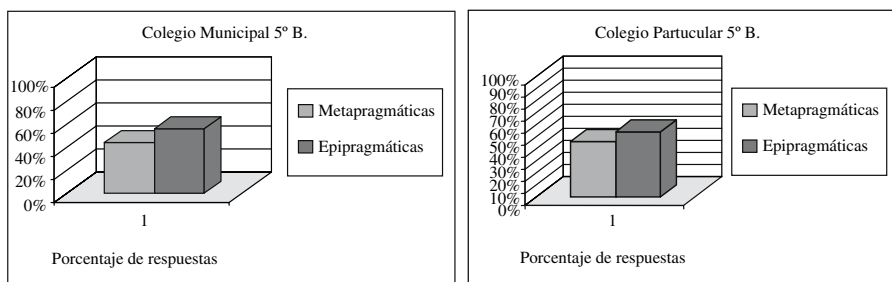 Colegio Municipal 5º B.
100%
80%
60%
40%
20%
0%
1
Metapragmáticas
Epipragmáticas
Porcentaje de respuestas
Colegio Partucular 5º B.
100%
90%
80%
70%
60%
50%
40%
30%
20%
10%
0%
1
Metapragmáticas
Epipragmáticas
Porcentaje de respuestas